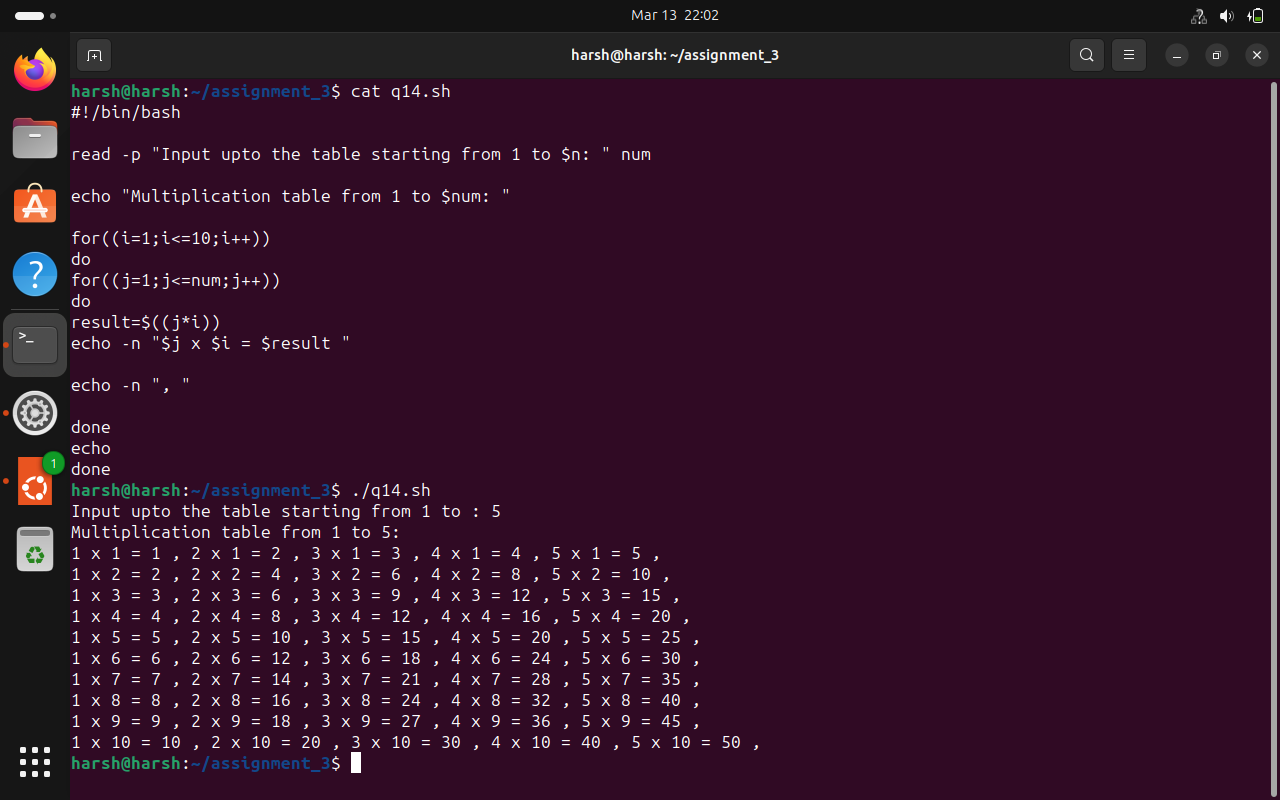 Mar 13 22:02
harsh@harsh: ~/assignment_3
harsh@harsh:~/assignment_3$ cat q14.sh
#!/bin/bash
read -p "Input upto the table starting from 1 to $n: " num
echo "Multiplication table from 1 to $num: "
for((i=1;i<=10;i++))
do
for((j=1;j<=num;j++))
do
result=$((j*i))
echo -n "$j x $i = $result "
echo -n ", "
done
echo
done
harsh@harsh:~/assignment_3$ ./q14.sh
Input upto the table starting from 1 to : 5
Multiplication table from 1 to 5:
1 x 1 = 1 , 2 x 1 = 2 , 3 x 1 = 3 , 4 x 1 = 4 , 5 x 1 = 5 ,
1 x 2 = 2 , 2 x 2 = 4 , 3 x 2 = 6 , 4 x 2 = 8 , 5 x 2 = 10 ,
1 x 3 = 3 , 2 x 3 = 6 , 3 x 3 = 9 , 4 x 3 = 12 , 5 x 3 = 15 ,
1 x 4 = 4 , 2 x 4 = 8 , 3 x 4 = 12 , 4 x 4 = 16 , 5 x 4 = 20 ,
1 x 5 = 5 , 2 x 5 = 10 , 3 x 5 = 15 , 4 x 5 = 20 , 5 x 5 = 25 ,
1 x 6 = 6 , 2 x 6 = 12 , 3 x 6 = 18 , 4 x 6 = 24 , 5 x 6 = 30 ,
1 x 7 = 7 , 2 x 7 = 14 , 3 x 7 = 21 , 4 x 7 = 28 , 5 x 7 = 35 ,
1 x 8 = 8 , 2 x 8 = 16 , 3 x 8 = 24 , 4 x 8 = 32 , 5 x 8 = 40 ,
1 x 9 = 9 , 2 x 9 = 18 , 3 x 9 = 27 , 4 x 9 = 36 , 5 x 9 = 45 ,
1 x 10 = 10 , 2 x 10 = 20 , 3 x 10 = 30 , 4 x 10 = 40 , 5 x 10 = 50 ,
harsh@harsh:~/assignment_3$
1